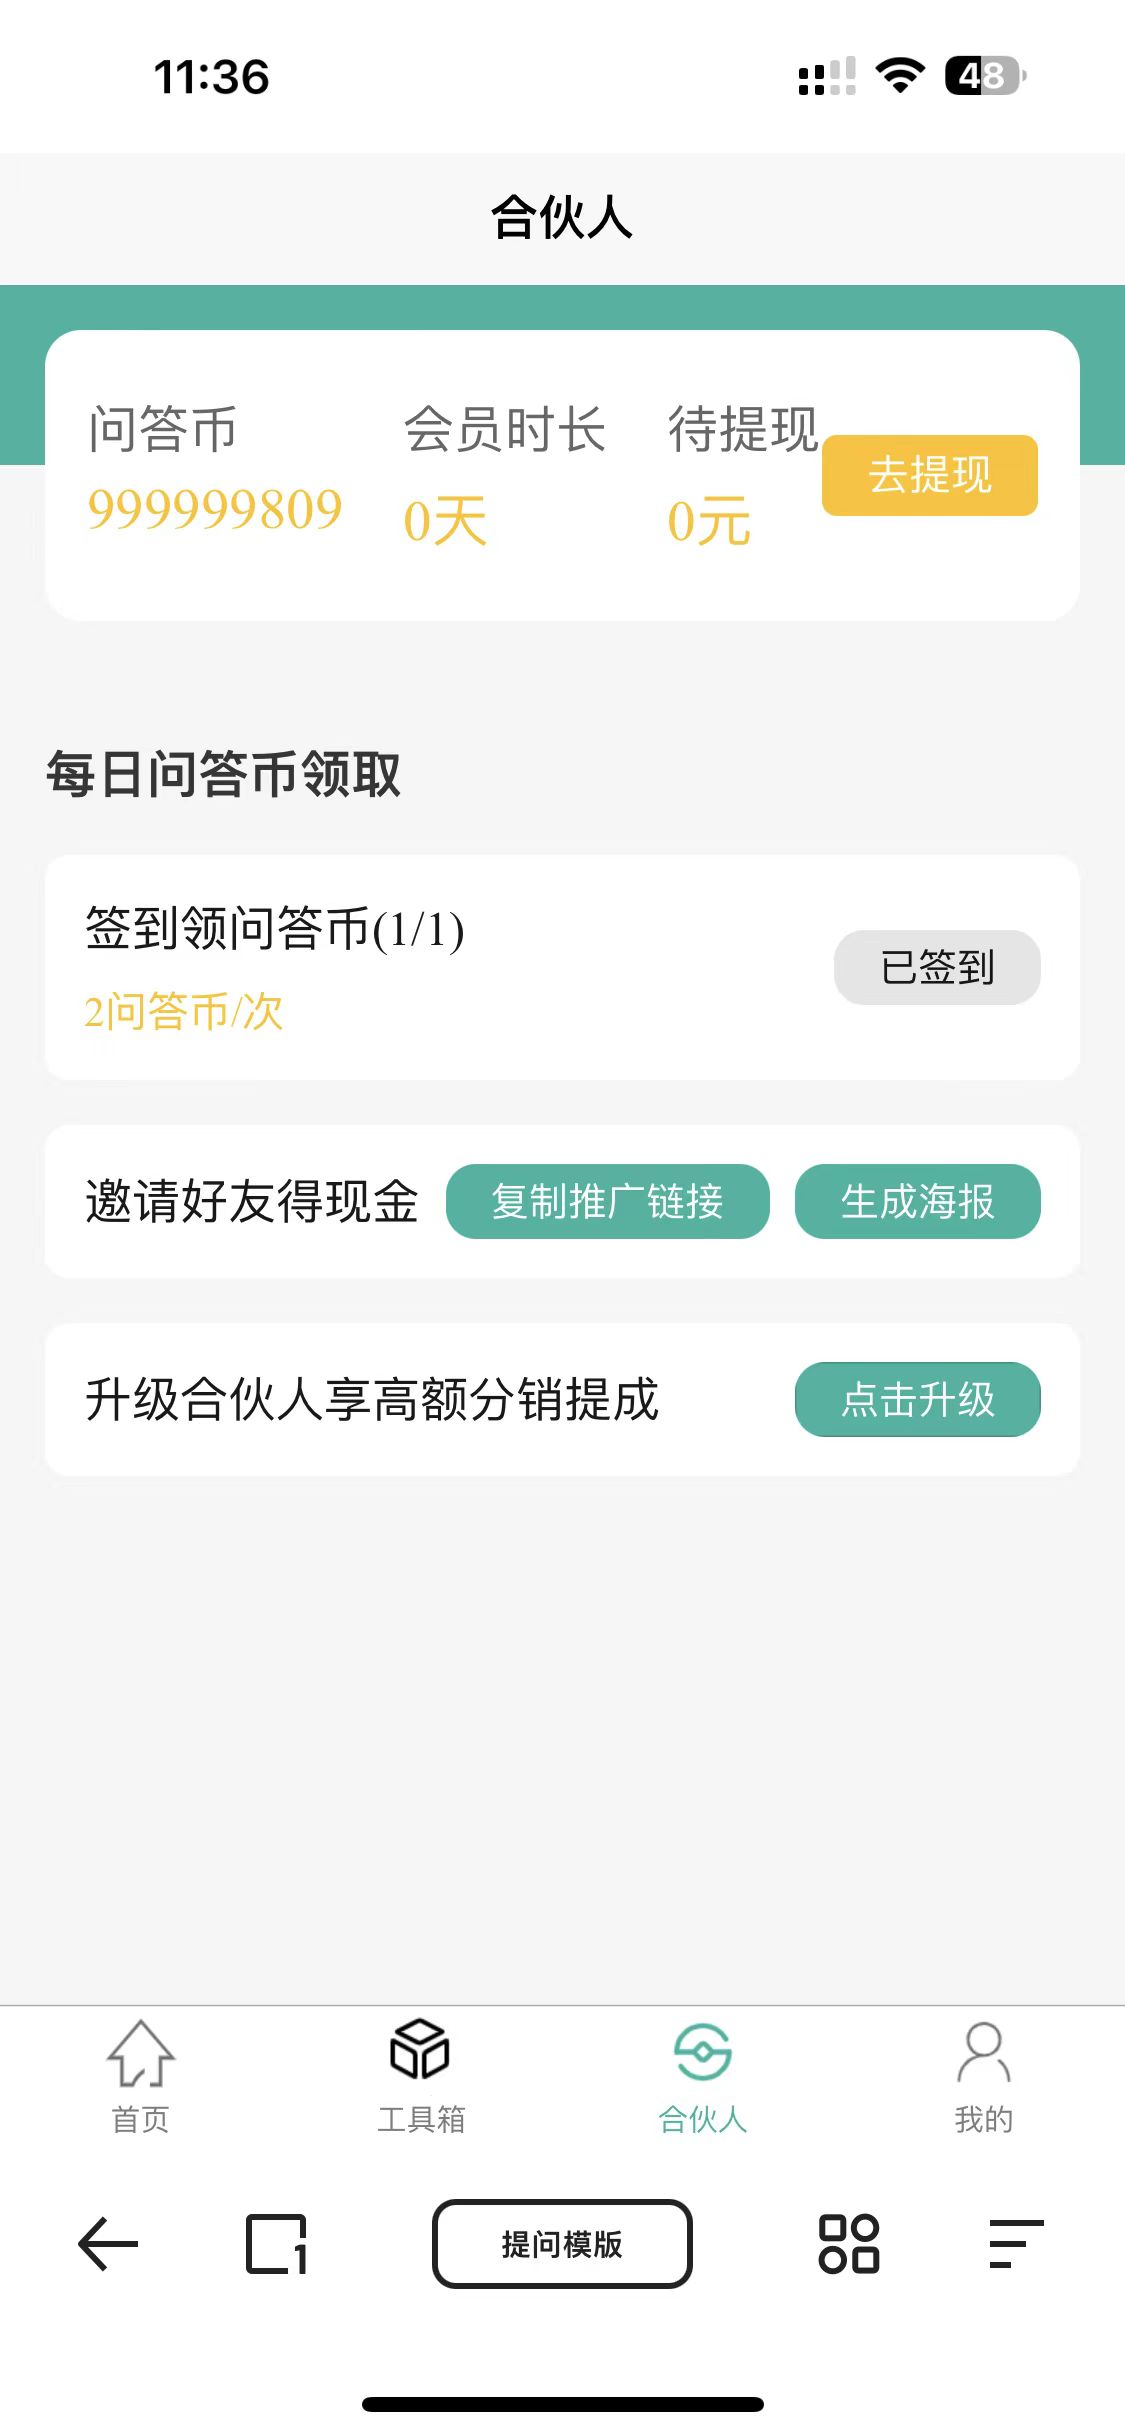 11:36
48
合伙人
问答币
会员时长
待提现
去提现
999999809
0天
0元
每日问答币领取
签到领问答币(1/1)
已签到
2问答币/次
邀请好友得现金
复制推广链接
生成海报
升级合伙人享高额分销提成
点击升级
首页
工具箱
合伙人
我的
1
提问模版